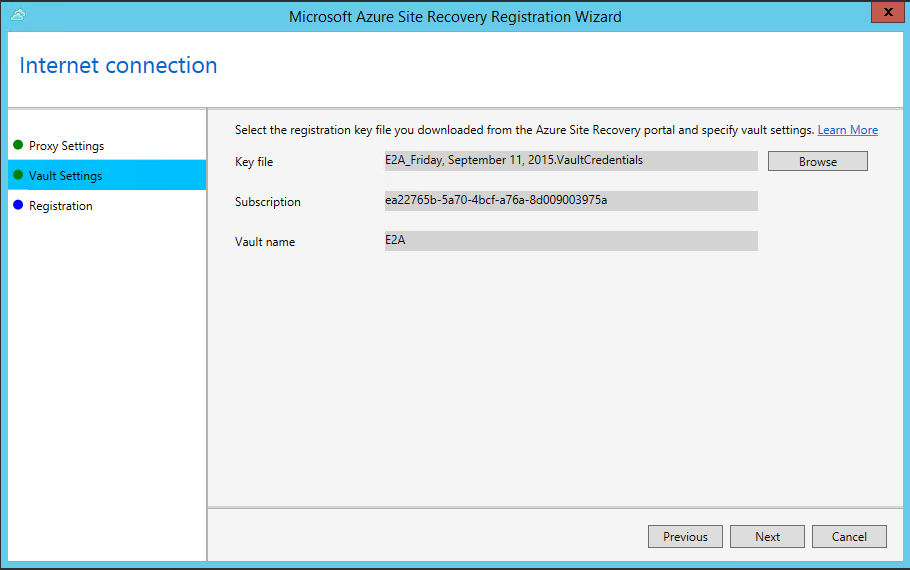 Microsoft Azure Site Recovery Registration Wizard
x
Internet connection
Proxy Settings
Vault Settings
Registration
Select the registration key file you downloaded from the Azure Site Recovery portal and specify vault settings. Learn More
Key file E2A_Friday, September 11, 2015.VaultCredentials Browse
Subscription ea22765b-5a70-4bcf-a76a-8d009003975a
Vault name E2A
Previous Next Cancel